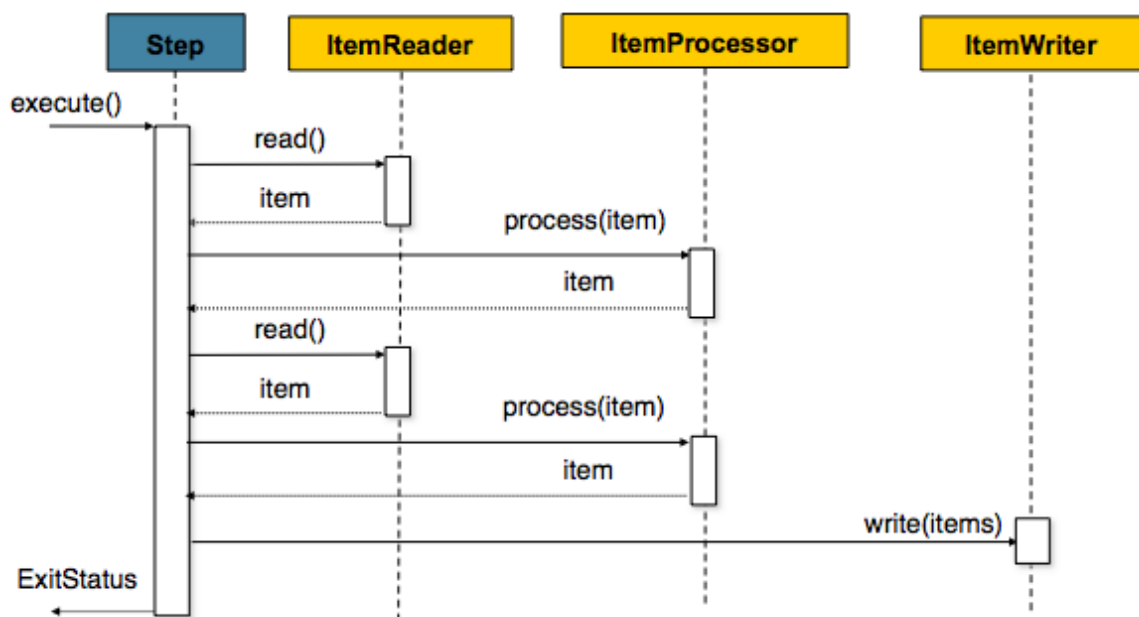 Step
ItemReader
ItemProcessor
ItemWriter
execute()
read()
item
process(item)
item
read()
item
process(item)
item
write(items)
ExitStatus